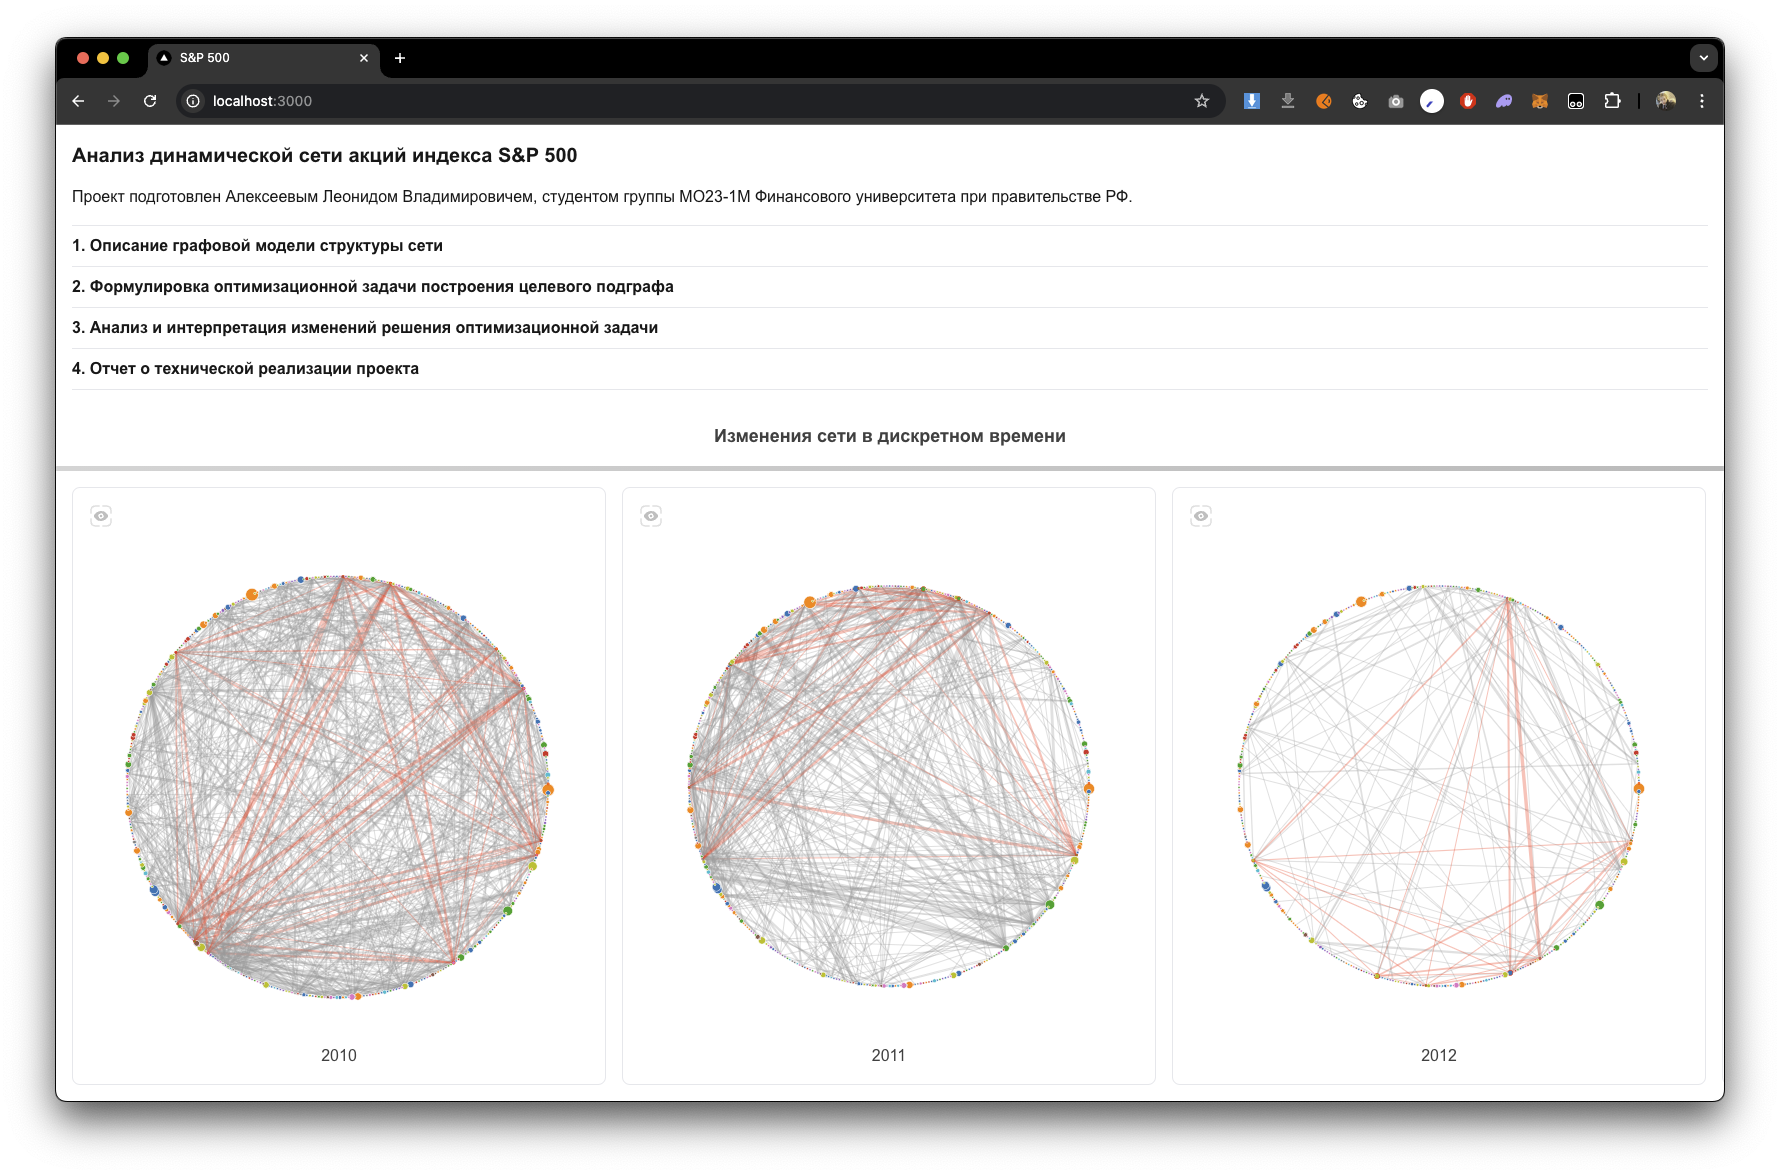 S&P 500
localhost:3000
Анализ динамической сети акций индекса S&P 500
Проект подготовлен Алексеевым Леонидом Владимировичем, студентом группы МО23-1М Финансового университета при правительстве РФ.
1. Описание графовой модели структуры сети
2. Формулировка оптимизационной задачи построения целевого подграфа
3. Анализ и интерпретация изменений решения оптимизационной задачи
4. Отчет о технической реализации проекта
Изменения сети в дискретном времени
2010
2011
2012